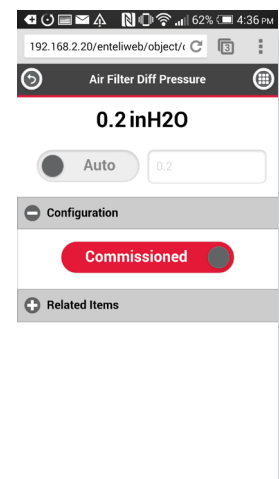 62% 4:36 PM
192.168.2.20/enteliweb/object/ 3
Air Filter Diff Pressure
0.2 inH2O
Auto 0.2
Configuration
Commissioned
Related Items